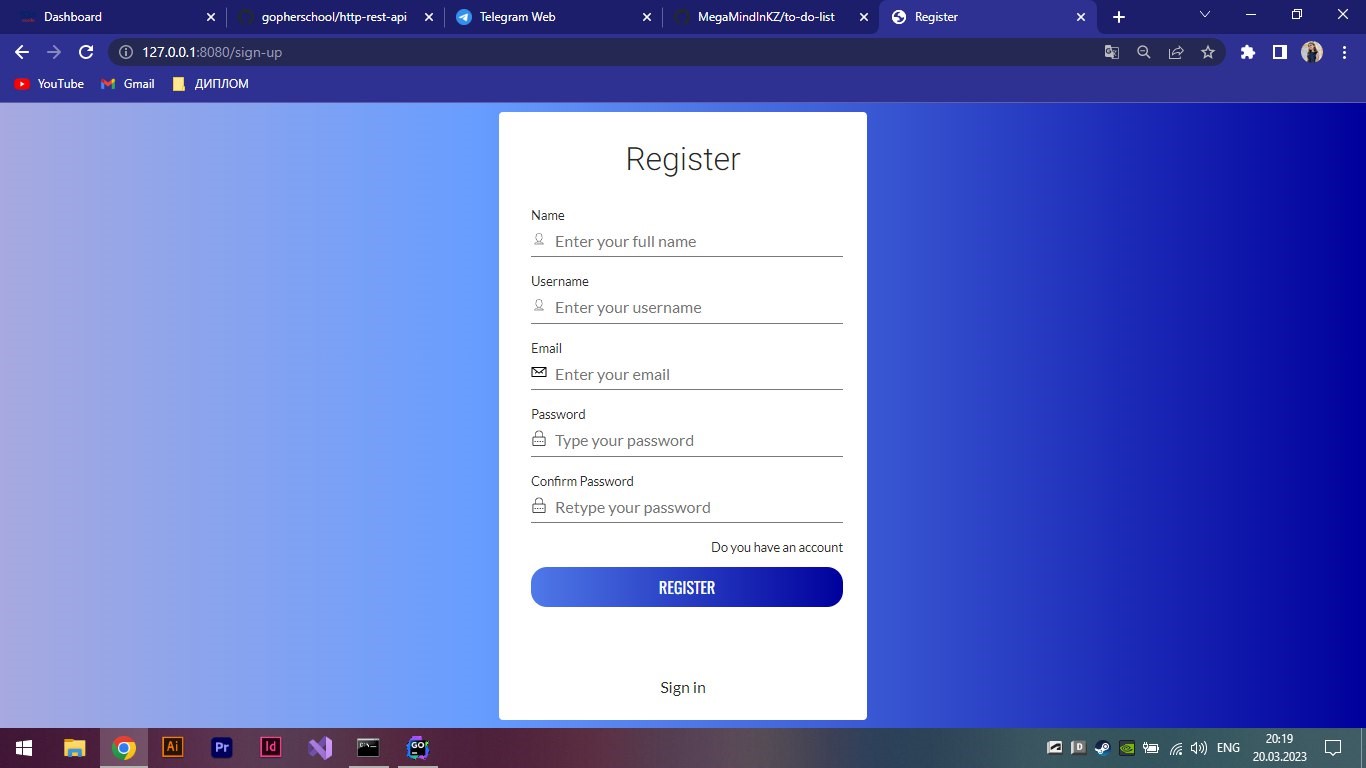 Dashboard
gopherschool/http-rest-api
Telegram Web
MegaMindInKZ/to-do-list
Register
127.0.0.1:8080/sign-up
YouTube
Gmail
ДИПЛОМ
Register
Name
Enter your full name
Username
Enter your username
Email
Enter your email
Password
Type your password
Confirm Password
Retype your password
Do you have an account
REGISTER
Sign in
Ai
Pr
Id
GO
D
ENG
20:19
20.03.2023